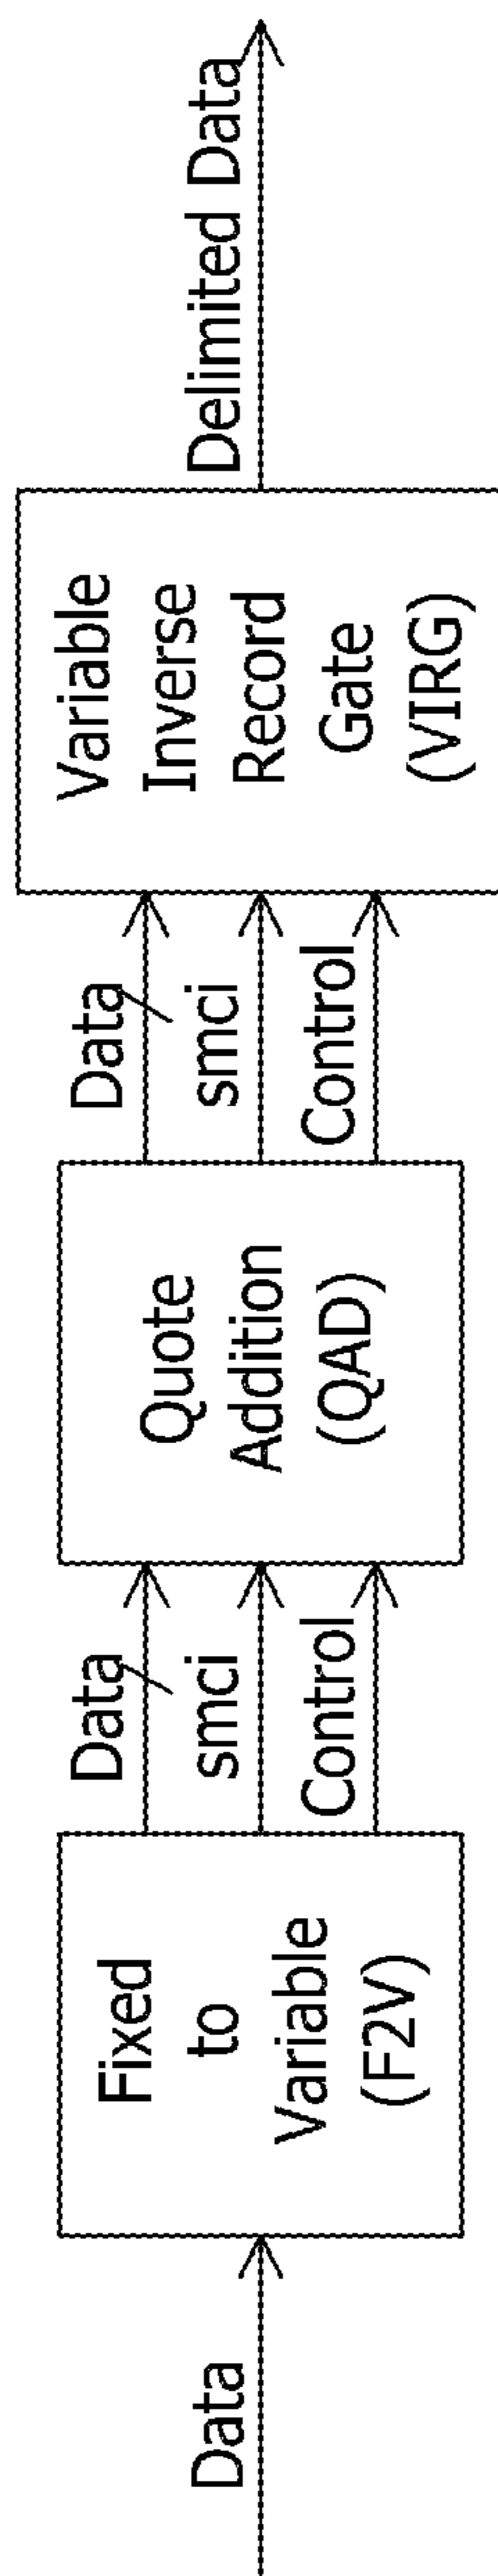 Data
Fixed
to
Variable
(F2V)
Data
smci
Control
Quote
Addition
(QAD)
Data
smci
Control
Variable
Inverse
Record
Gate
(VIRG)
Delimited Data